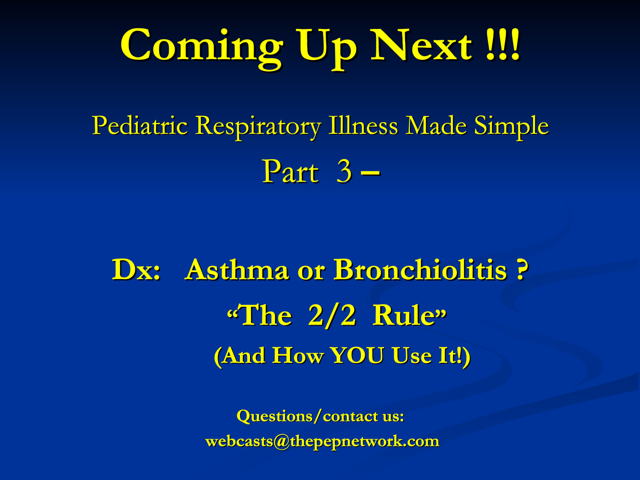 Coming Up Next !!!
Pediatric Respiratory Illness Made Simple
Part 3 –
Dx: Asthma or Bronchiolitis ?
“The 2/2 Rule”
(And How YOU Use It!)
Questions/contact us:
webcasts@thepepnetwork.com